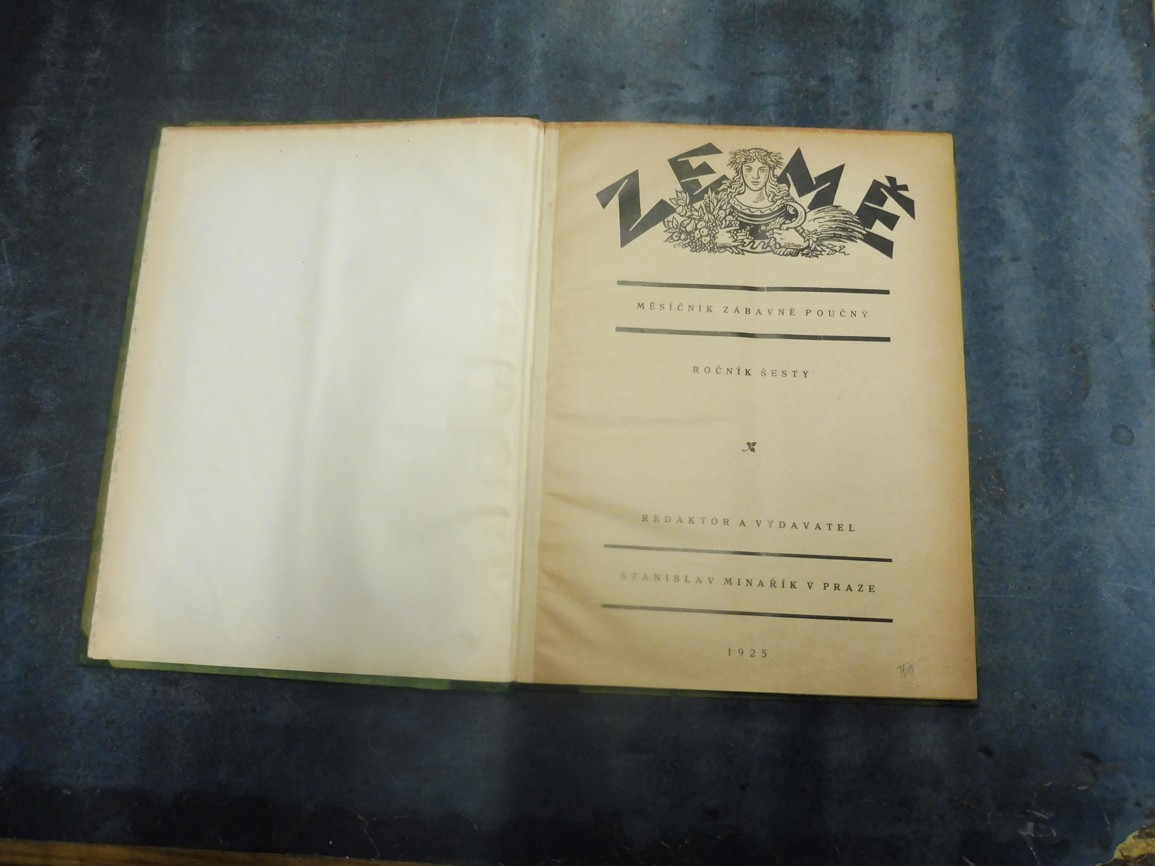 ZEMĚ
MĚSÍČNÍK ZÁBAVNĚ POUČNÝ
ROČNÍK ŠESTÝ
REDAKTOR A VYDAVATEL
STANISLAV MINAŘÍK V PRAZE
1925